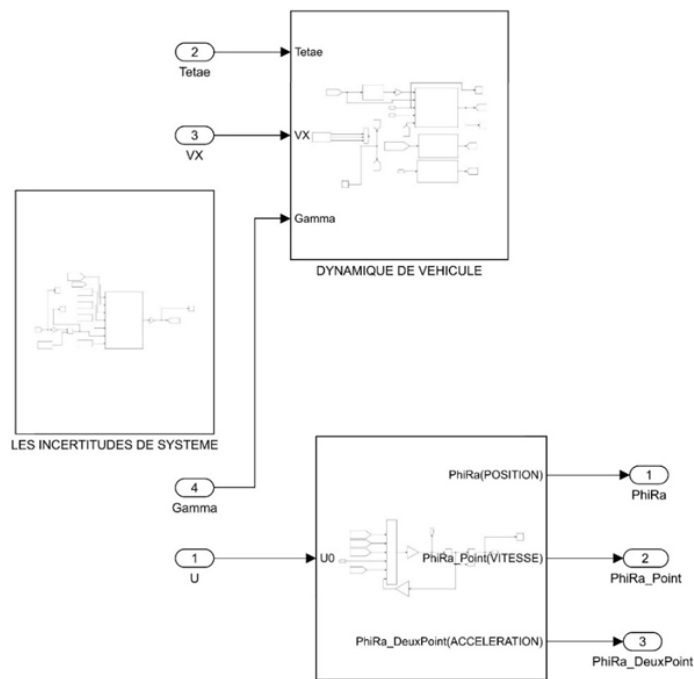 2
Tetae
Tetae
3
VX
VX
Gamma
DYNAMIQUE DE VEHICULE
LES INCERTITUDES DE SYSTEME
4
Gamma
1
U
U0
PhiRa(POSITION)
1
PhiRa
PhiRa_Point(VITESSE)
2
PhiRa_Point
PhiRa_DeuxPoint(ACCELERATION)
3
PhiRa_DeuxPoint